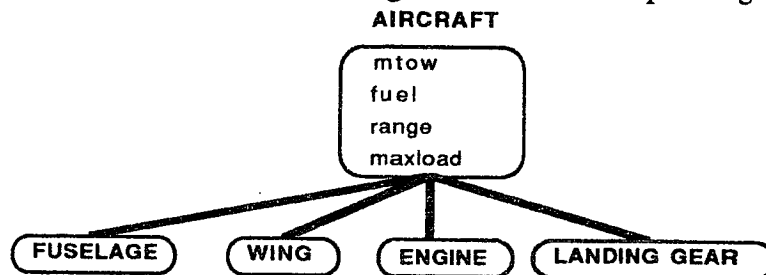 AIRCRAFT
mtow
fuel
range
maxload
FUSELAGE WING ENGINE LANDING GEAR